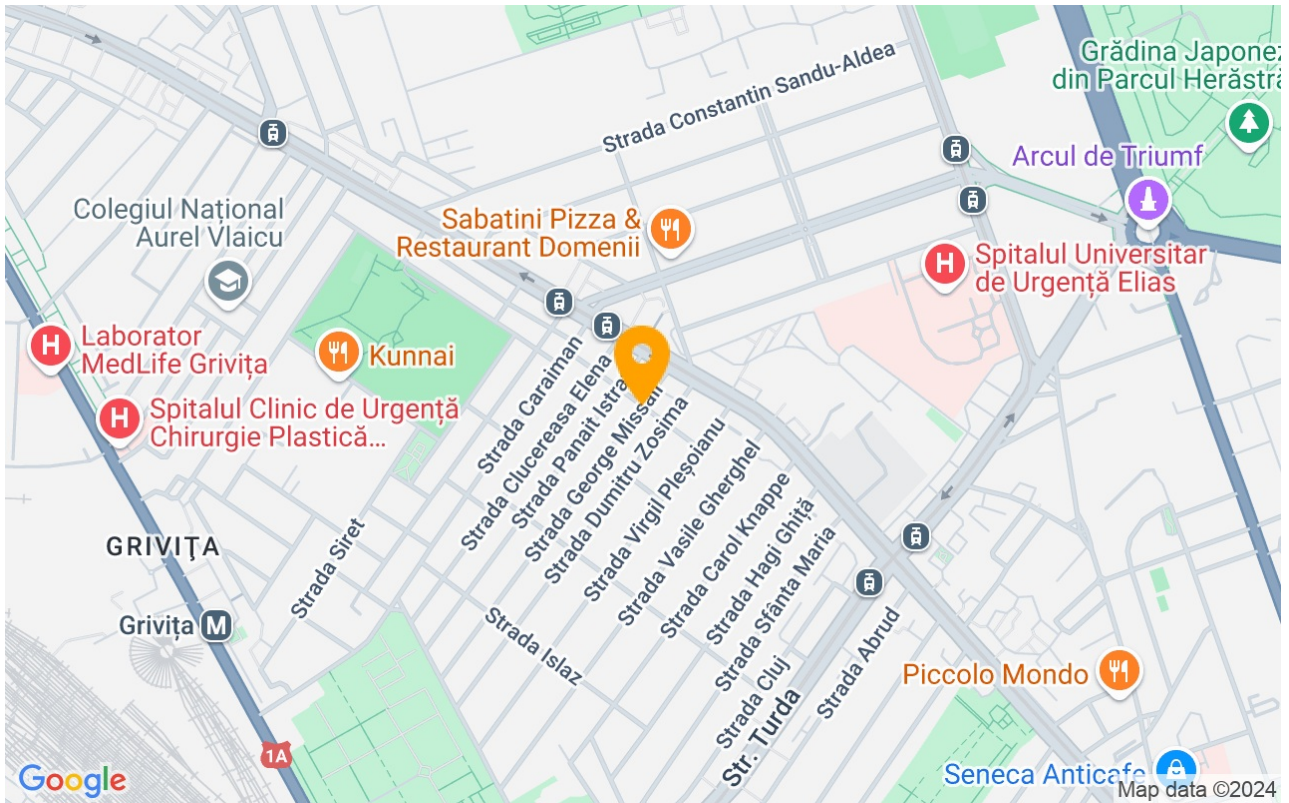 Strada Constantin Sandu-Aldea
Grădina Japonez
din Parcul Herăstră
Arcul de Triumf
Colegiul Național
Aurel Vlaicu
Sabatini Pizza &
Restaurant Domenii
Spitalul Universitar
de Urgență Elias
Laborator
MedLife Grivița
Kunnai
Spitalul Clinic de Urgență
Chirurgie Plastică...
Strada Caraiman
Strada Clucereasa Elena
Strada Panait Istra
Strada George Missail
Strada Dumitru Zosima
Strada Virgil Pleșoianu
Strada Vasile Gherghel
Strada Carol Knappe
Strada Hagi Ghiță
Strada Sfânta Maria
Strada Cluj
Str. Turda
Strada Abrud
GRIVIŢA
Strada Siret
Grivița M
Strada Islaz
Piccolo Mondo
1A
Seneca Anticafe
Google
Map data ©2024
H
H
H